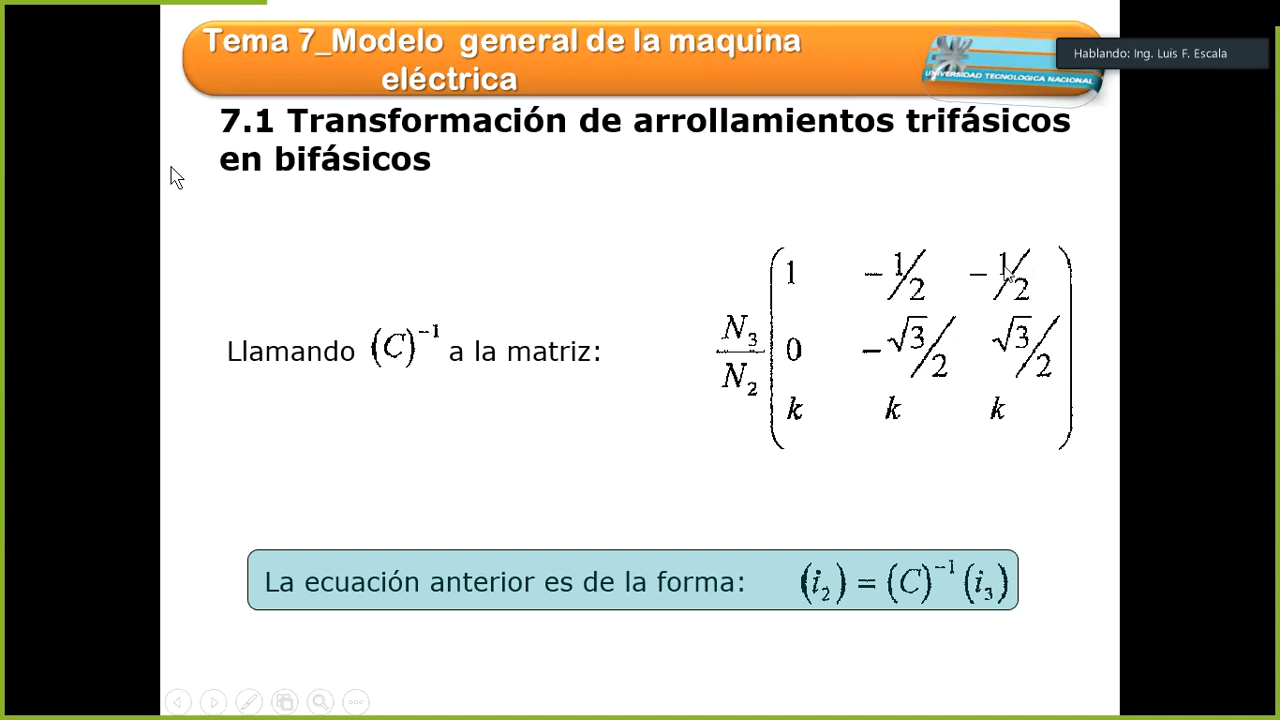 Tema 7_Modelo general de la maquina
eléctrica
UNIVERSIDAD TECNOLOGICA NACIONAL
Hablando: Ing. Luis F. Escala
7.1 Transformación de arrollamientos trifásicos
en bifásicos
Llamando (C)⁻¹ a la matriz:
N₃/N₂
1 -1/2 -1/2
0 -√3/2 √3/2
k k k
La ecuación anterior es de la forma: (i₂) = (C)⁻¹ (i₃)